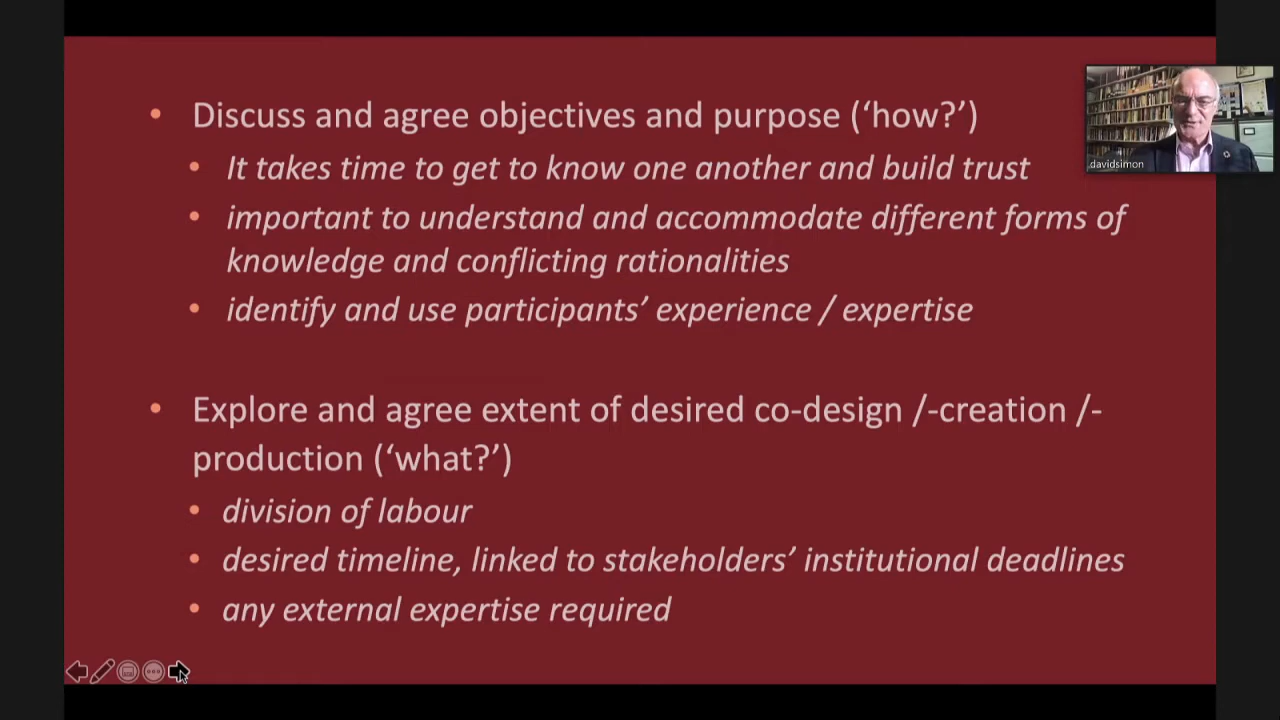 • Discuss and agree objectives and purpose (‘how?’)
• It takes time to get to know one another and build trust
• important to understand and accommodate different forms of
knowledge and conflicting rationalities
• identify and use participants’ experience / expertise
• Explore and agree extent of desired co-design /-creation /-
production (‘what?’)
• division of labour
• desired timeline, linked to stakeholders’ institutional deadlines
• any external expertise required
davidsimon